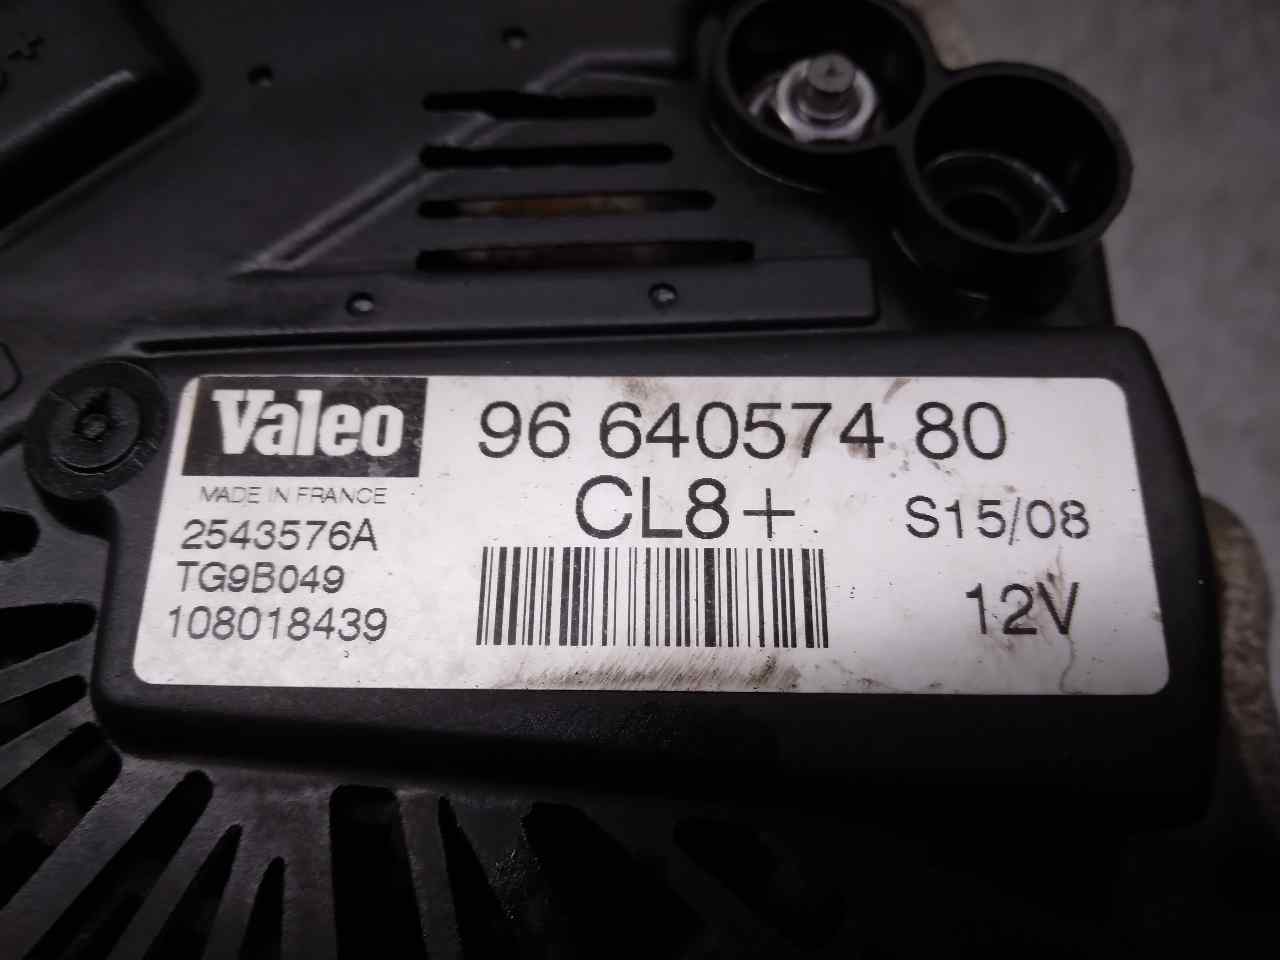 Valeo
96 640574 80
MADE IN FRANCE
CL8+
S15/08
2543576A
TG9B049
108018439
12V